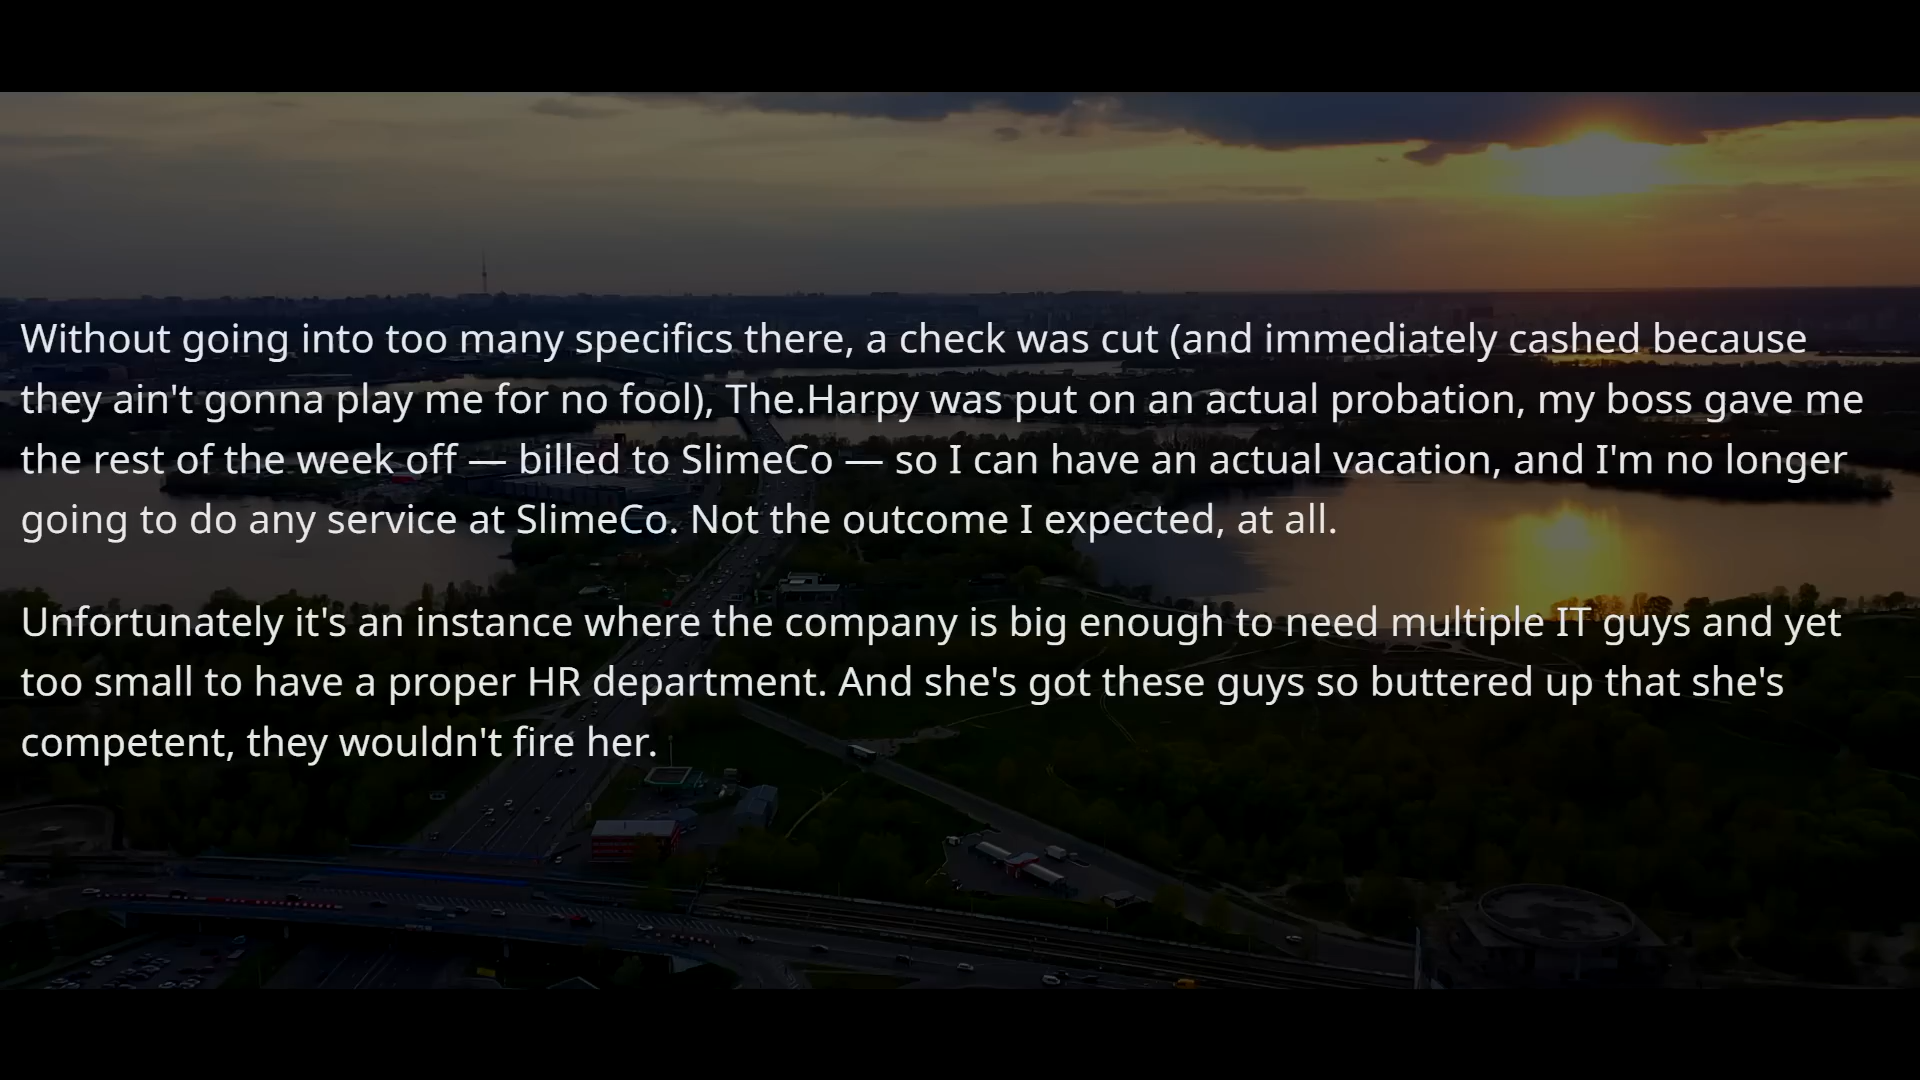 Without going into too many specifics there, a check was cut (and immediately cashed because
they ain't gonna play me for no fool), The.Harpy was put on an actual probation, my boss gave me
the rest of the week off — billed to SlimeCo — so I can have an actual vacation, and I'm no longer
going to do any service at SlimeCo. Not the outcome I expected, at all.
Unfortunately it's an instance where the company is big enough to need multiple IT guys and yet
too small to have a proper HR department. And she's got these guys so buttered up that she's
competent, they wouldn't fire her.